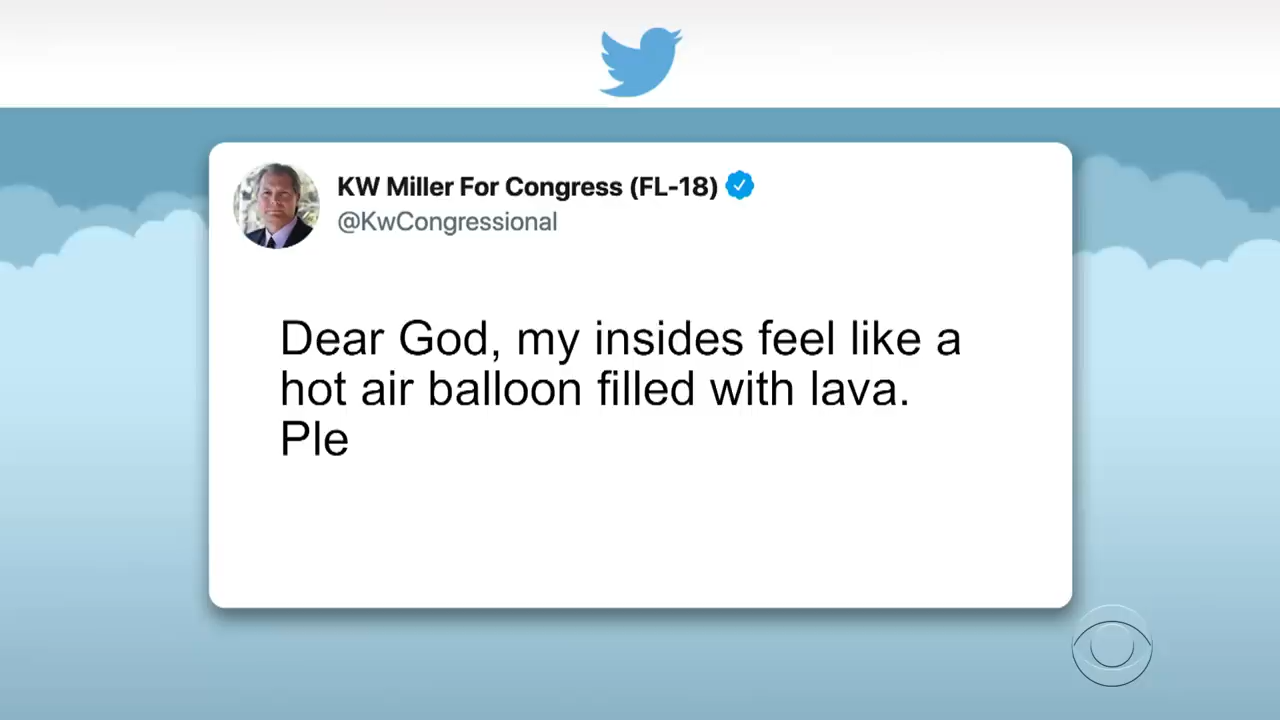 KW Miller For Congress (FL-18)
@KwCongressional
Dear God, my insides feel like a
hot air balloon filled with lava.
Ple